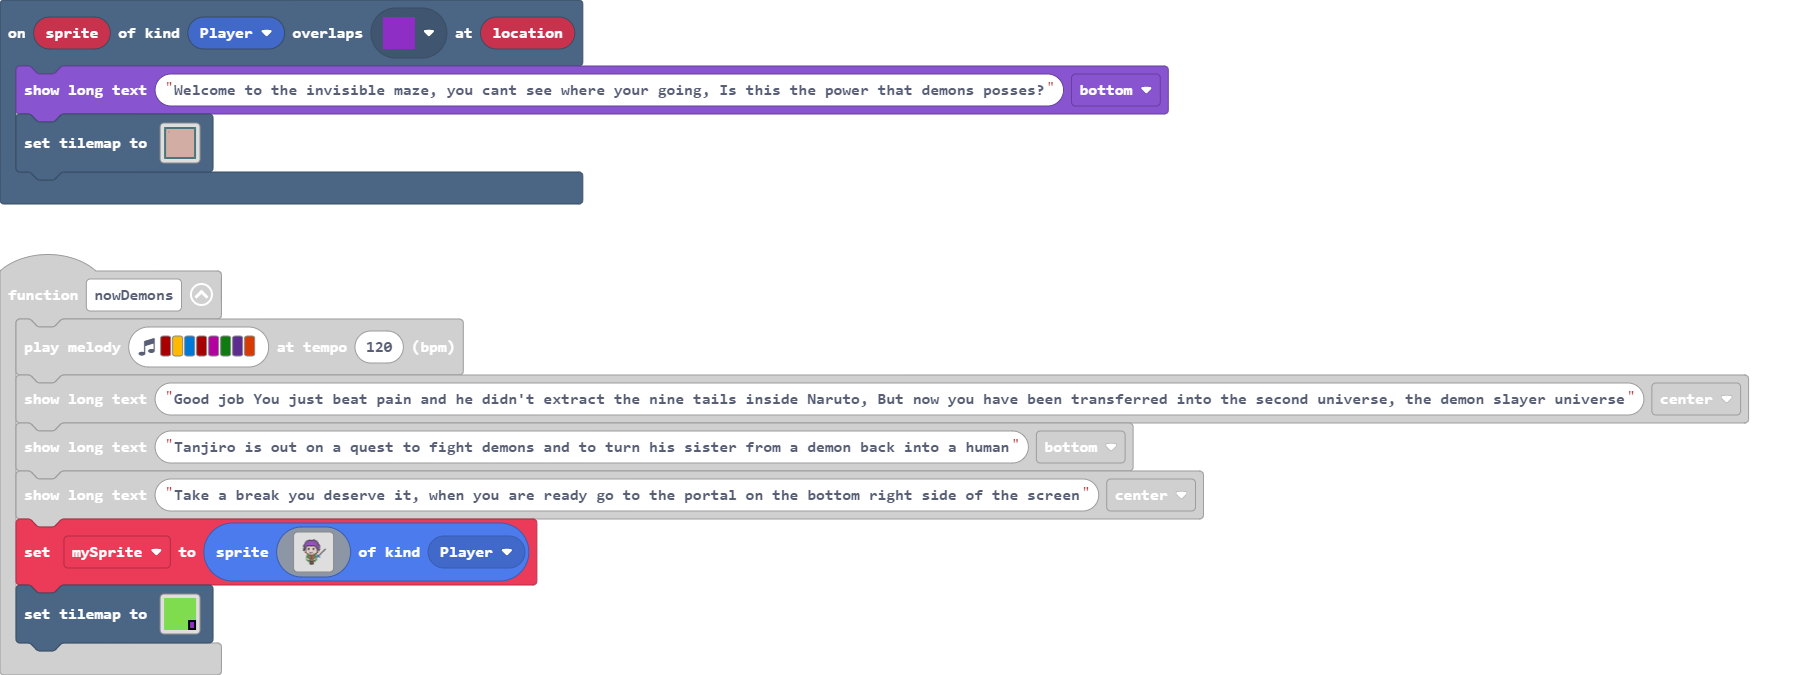 on sprite of kind Player overlaps at location
show long text "Welcome to the invisible maze, you cant see where your going, Is this the power that demons posses?" bottom
set tilemap to
function nowDemons
play melody at tempo 120 (bpm)
show long text "Good job You just beat pain and he didn't extract the nine tails inside Naruto, But now you have been transferred into the second universe, the demon slayer universe" center
show long text "Tanjiro is out on a quest to fight demons and to turn his sister from a demon back into a human" bottom
show long text "Take a break you deserve it, when you are ready go to the portal on the bottom right side of the screen" center
set mySprite to sprite of kind Player
set tilemap to